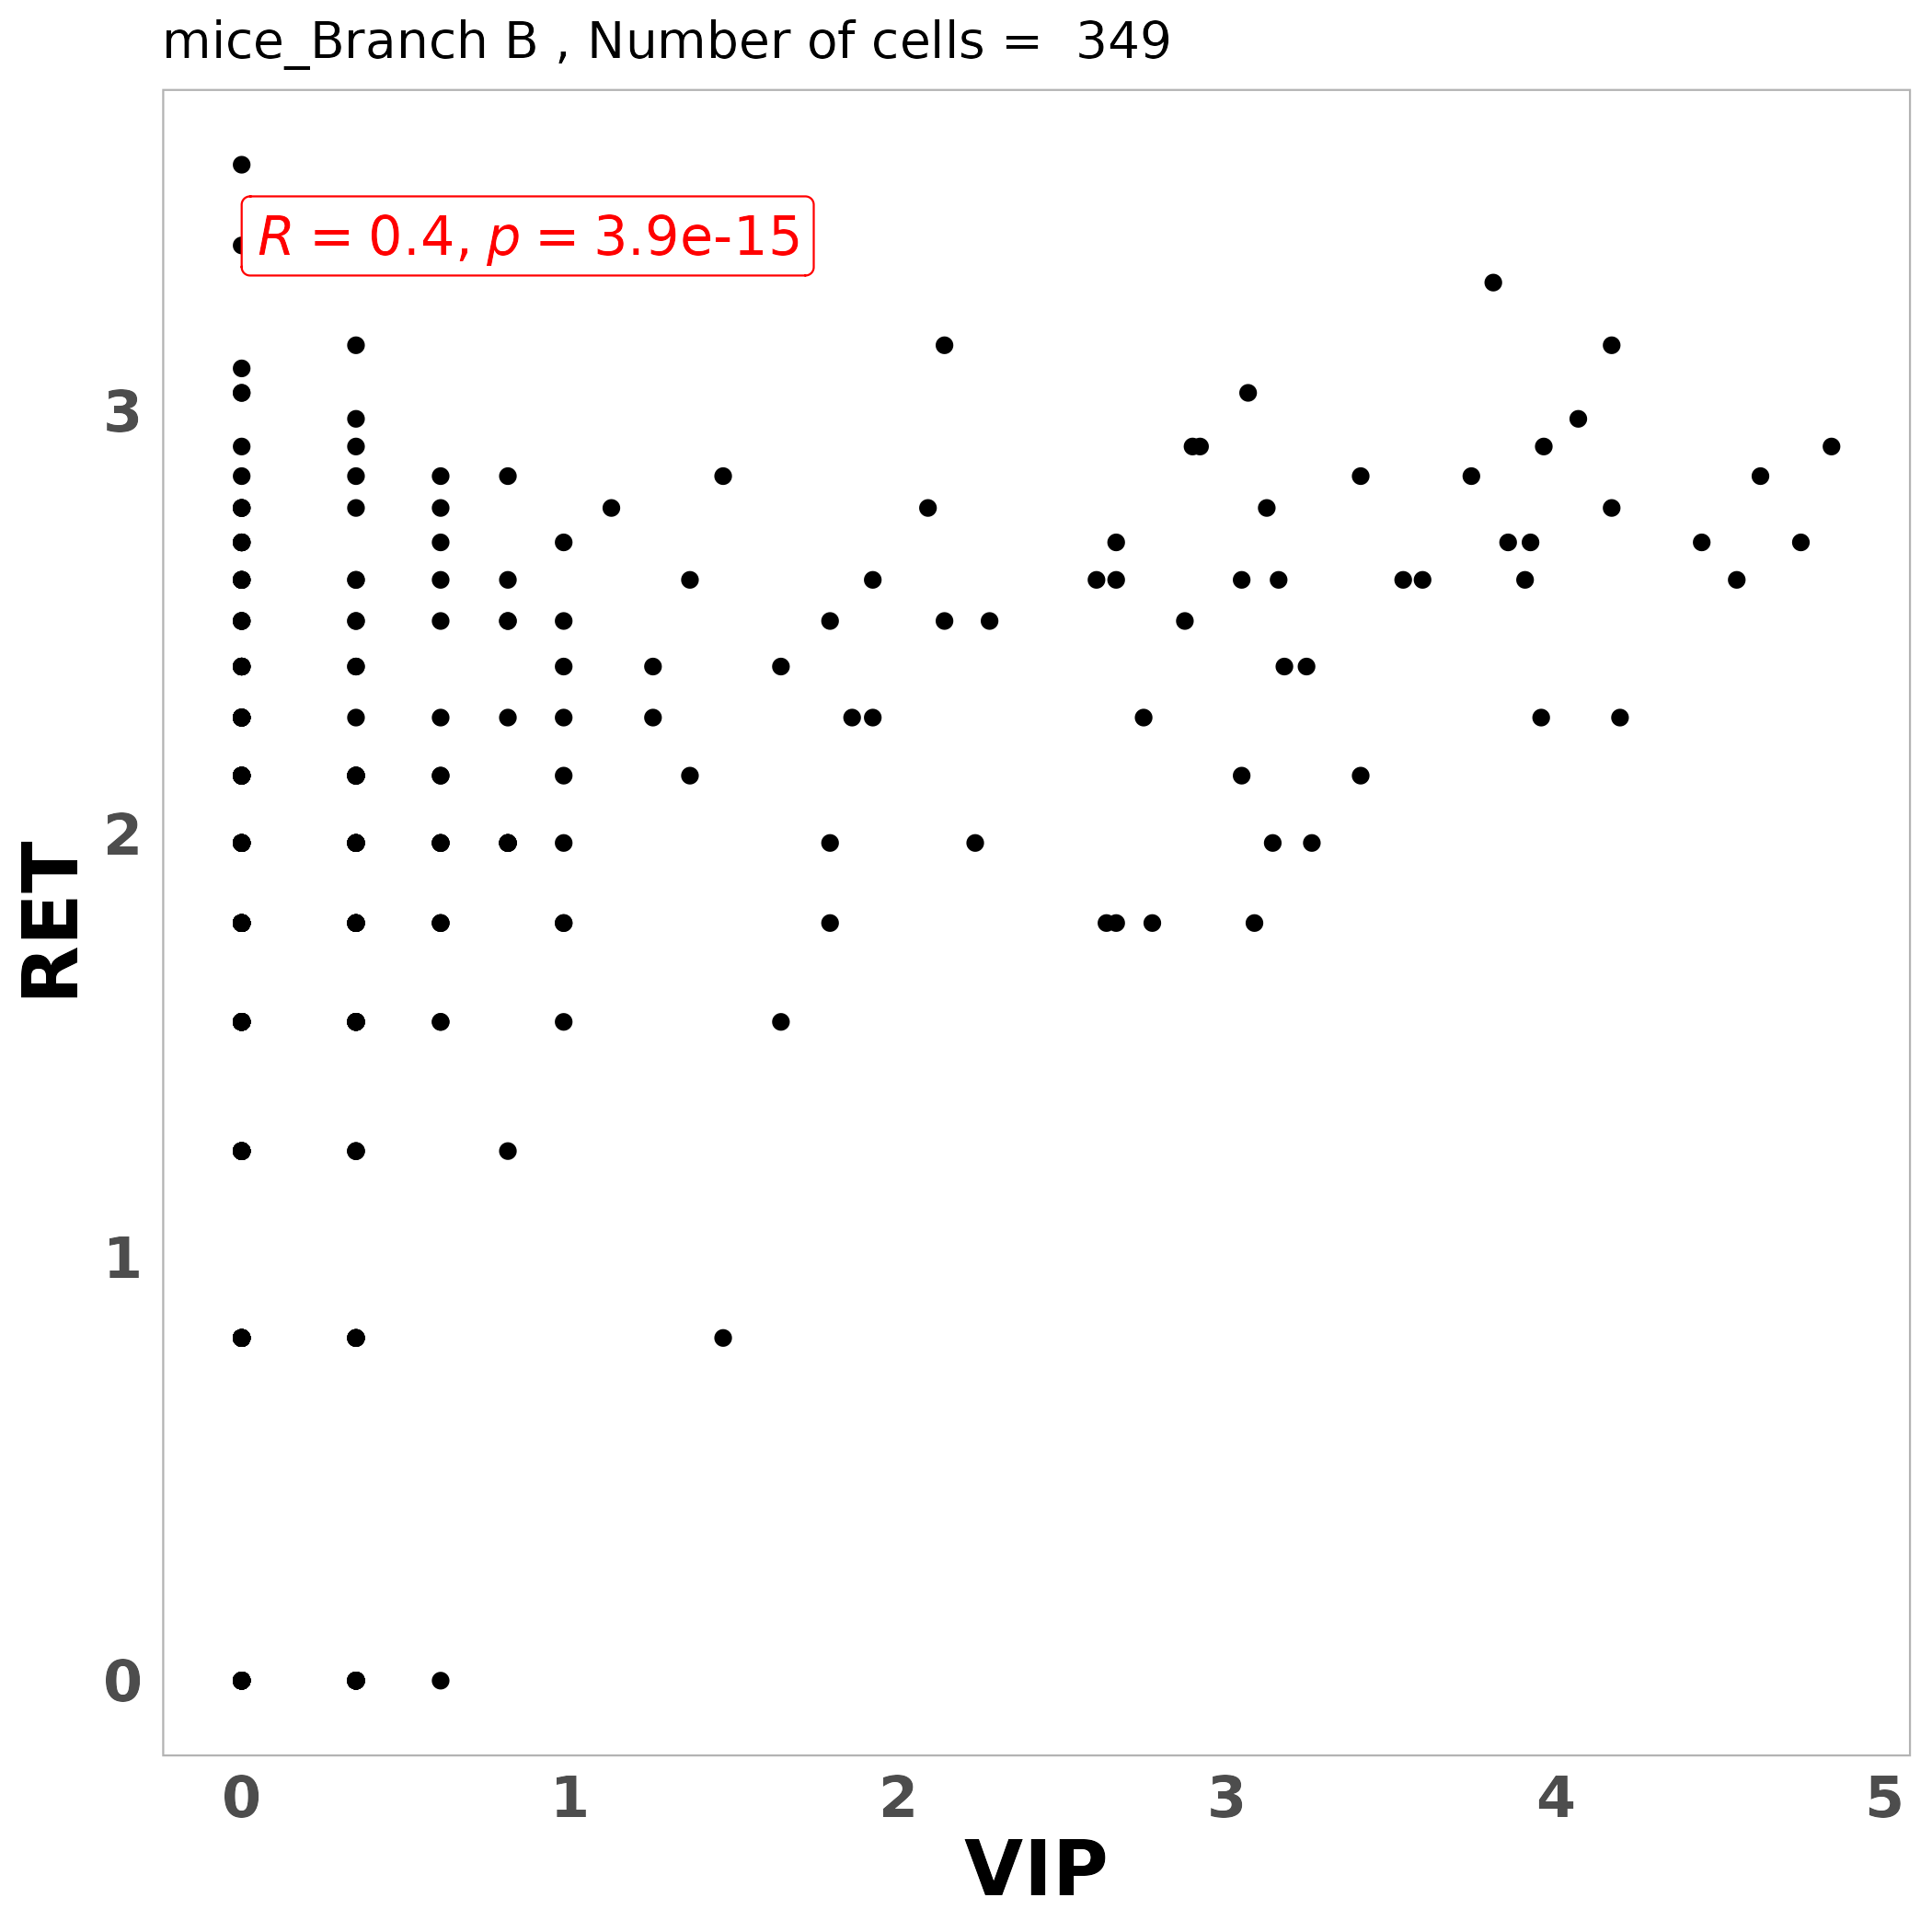 mice_Branch B , Number of cells =  349
R = 0.4, p = 3.9e-15
3
2
1
0
RET
0 1 2 3 4 5
VIP